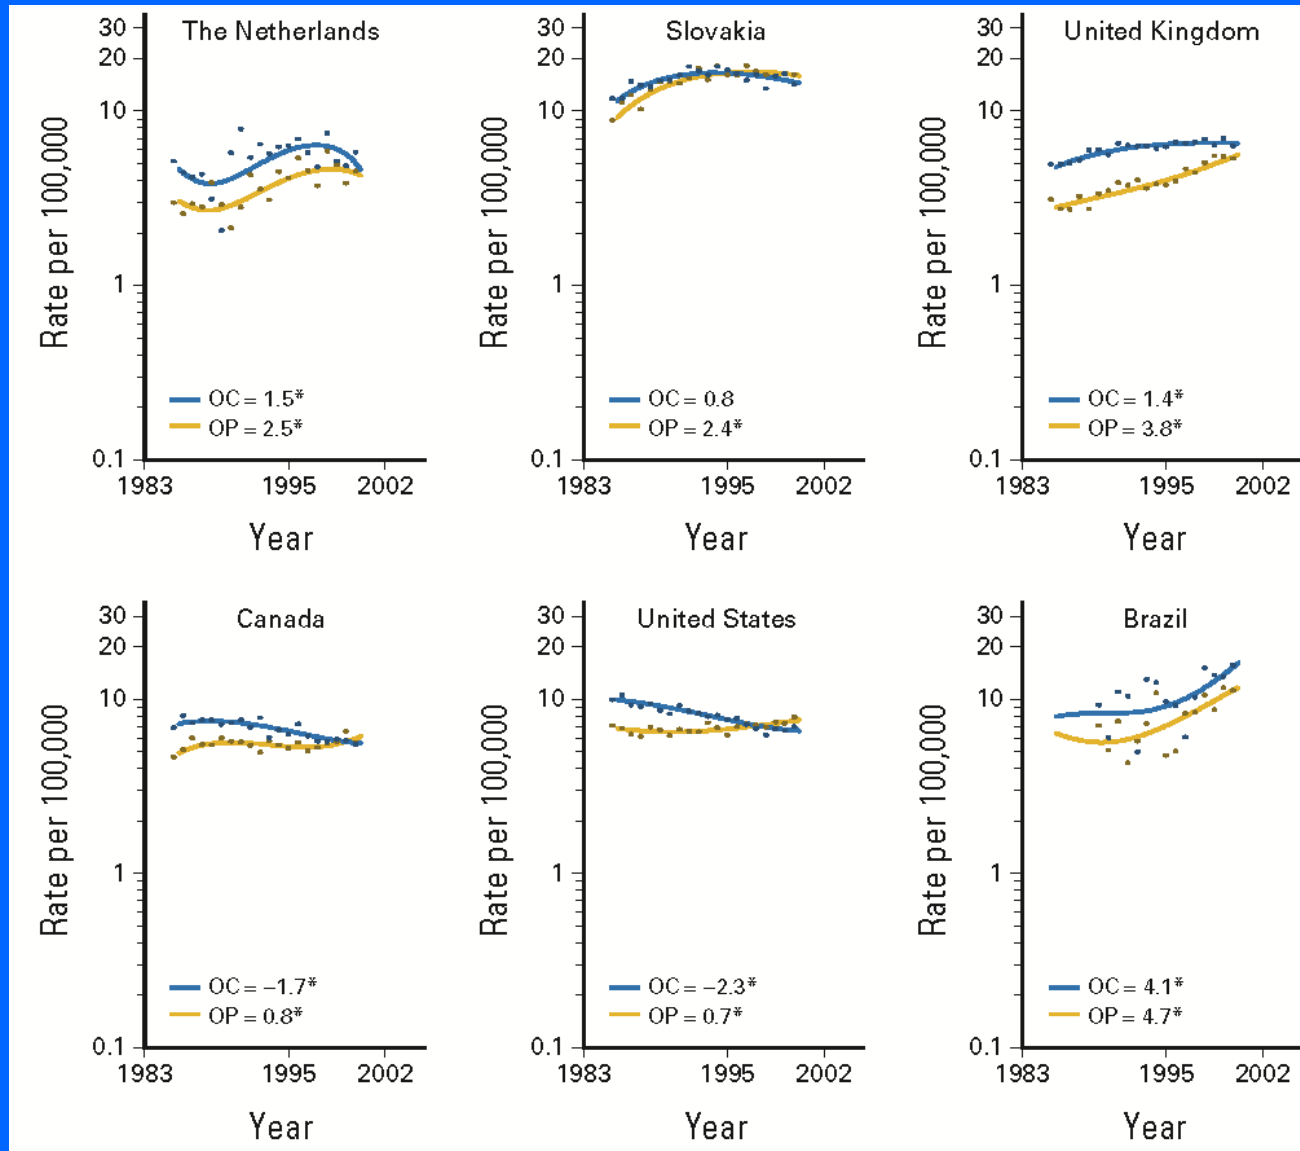 The Netherlands
30
20
10
1
0.1
Rate per 100,000
OC = 1.5*
OP = 2.5*
1983 1995 2002
Year
Slovakia
30
20
10
1
0.1
Rate per 100,000
OC = 0.8
OP = 2.4*
1983 1995 2002
Year
United Kingdom
30
20
10
1
0.1
Rate per 100,000
OC = 1.4*
OP = 3.8*
1983 1995 2002
Year
Canada
30
20
10
1
0.1
Rate per 100,000
OC = −1.7*
OP = 0.8*
1983 1995 2002
Year
United States
30
20
10
1
0.1
Rate per 100,000
OC = −2.3*
OP = 0.7*
1983 1995 2002
Year
Brazil
30
20
10
1
0.1
Rate per 100,000
OC = 4.1*
OP = 4.7*
1983 1995 2002
Year